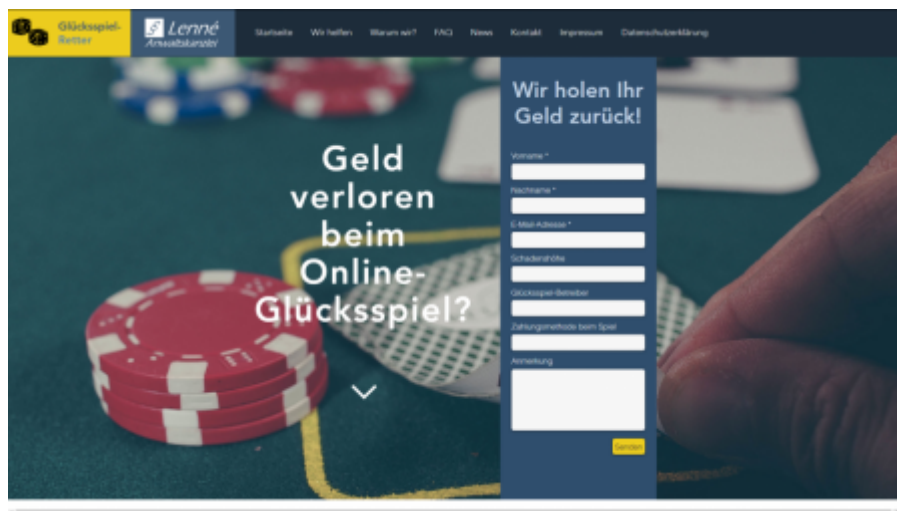 Glücksspiel-
Retter
Lenné
Anwaltskanzlei
Startseite Wir helfen Warum wir? FAQ News Kontakt Impressum Datenschutzerklärung
Geld
verloren
beim
Online-
Glücksspiel?
Wir holen Ihr
Geld zurück!
Vorname *
Nachname *
E-Mail-Adresse *
Schadenshöhe
Glücksspiel-Betreiber
Zahlungsmethode beim Spiel
Anmerkung
Senden